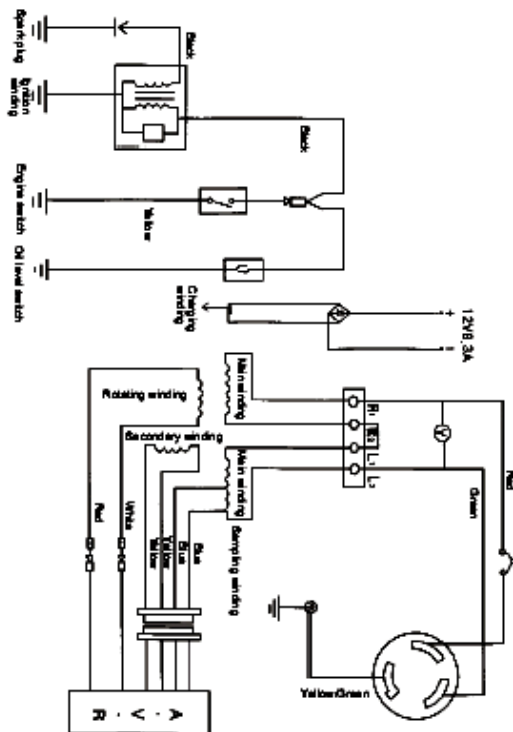 Spark plug
Ignition winding
Engine switch
Oil level switch
Black
Black
Yellow
Charging winding
12V8.3A
+
-
Rotating winding
Main winding
Secondary winding
Main winding
Sampling winding
R₁
L₁
L₂
V
Red
Green
Red
White
Yellow
Yellow
Blue
Blue
Yellow/Green
A · V · R